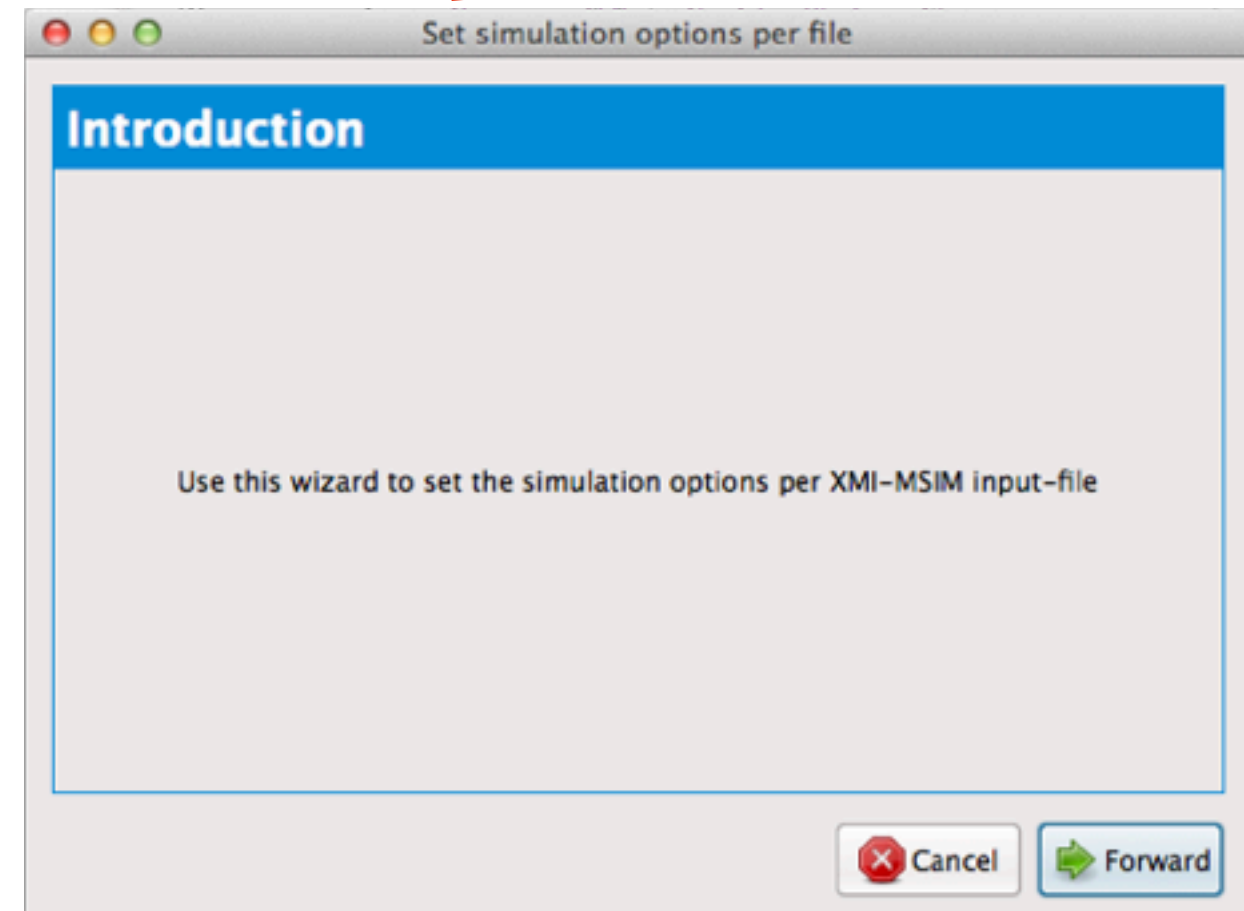 Set simulation options per file
Introduction
Use this wizard to set the simulation options per XMI-MSIM input-file
Cancel
Forward